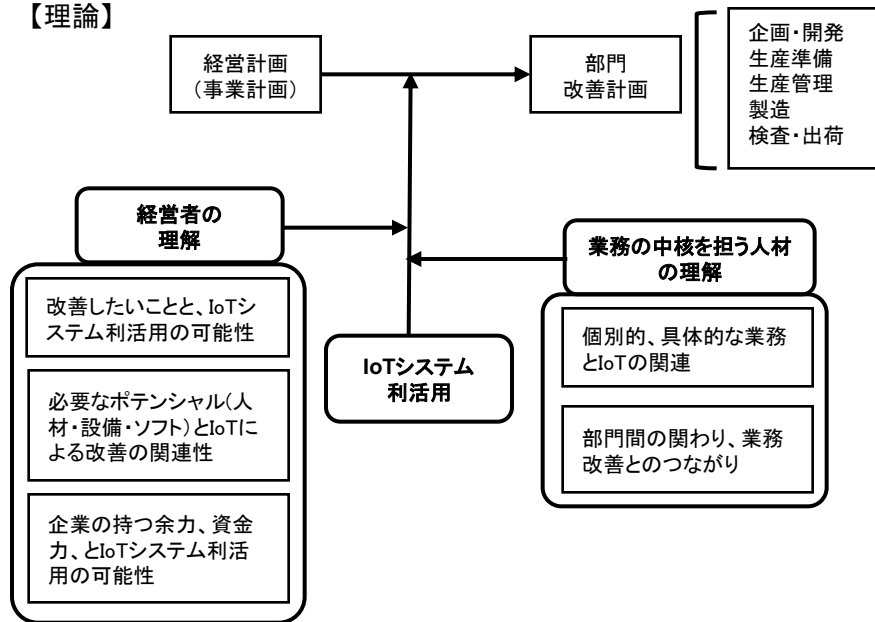 【理論】
経営計画
（事業計画）
部門
改善計画
企画・開発
生産準備
生産管理
製造
検査・出荷
経営者の
理解
業務の中核を担う人材
の理解
改善したいことと、IoTシ
ステム利活用の可能性
必要なポテンシャル（人
材・設備・ソフト）とIoTに
よる改善の関連性
企業の持つ余力、資金
力、とIoTシステム利活
用の可能性
IoTシステム
利活用
個別的、具体的な業務
とIoTの関連
部門間の関わり、業務
改善とのつながり